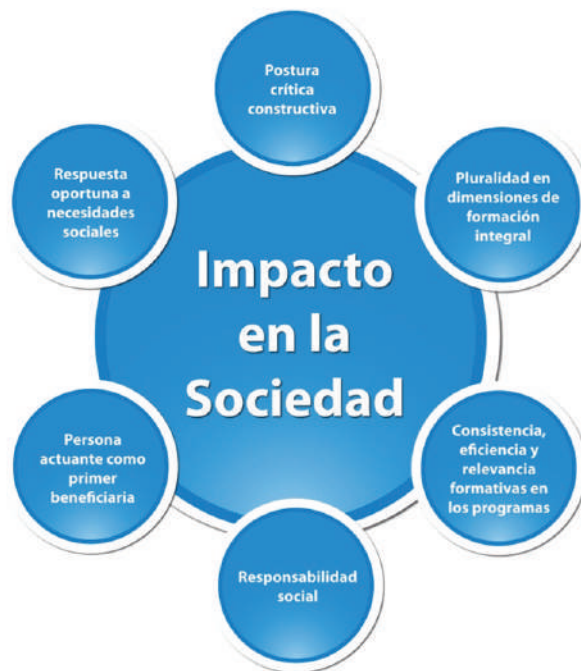 Postura
crítica
constructiva
Respuesta
oportuna a
necesidades
sociales
Pluralidad en
dimensiones de
formación
integral
Impacto
en la
Sociedad
Persona
actuante como
primer
beneficiaria
Consistencia,
eficiencia y
relevancia
formativas en
los programas
Responsabilidad
social